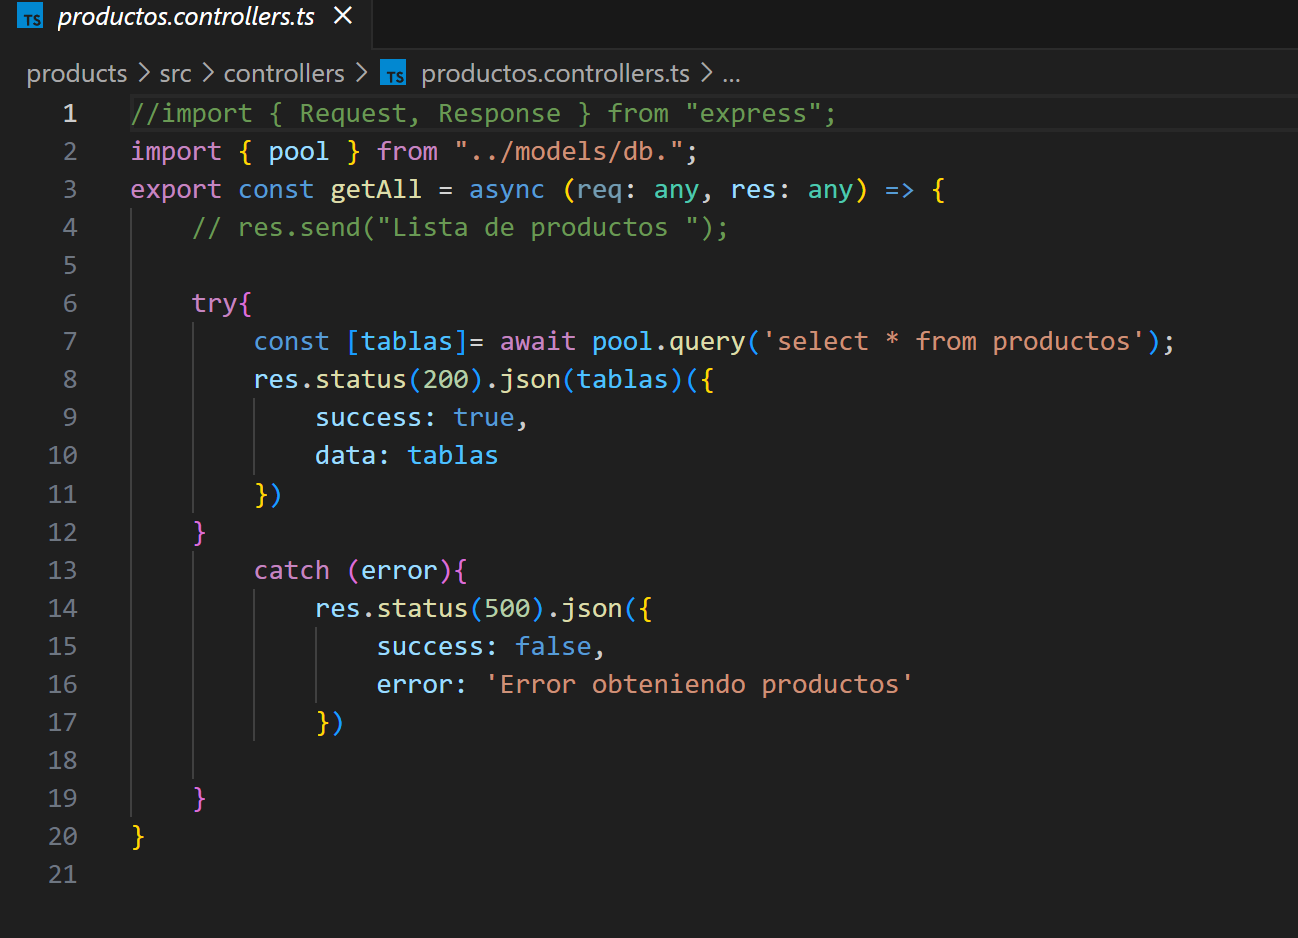 TS productos.controllers.ts ×
products > src > controllers > TS productos.controllers.ts > ...
1 //import { Request, Response } from "express";
2 import { pool } from "../models/db.";
3 export const getAll = async (req: any, res: any) => {
4     // res.send("Lista de productos ");
5
6     try{
7         const [tablas]= await pool.query('select * from productos');
8         res.status(200).json(tablas)({
9             success: true,
10             data: tablas
11         })
12     }
13         catch (error){
14             res.status(500).json({
15                 success: false,
16                 error: 'Error obteniendo productos'
17             })
18
19     }
20 }
21